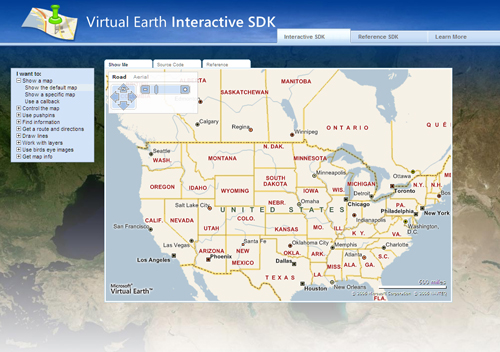 Virtual Earth Interactive SDK
Interactive SDK
Reference SDK
Learn More
I want to:
Show a map
Show the default map
Show a specific map
Use a callback
Control the map
Use pushpins
Find information
Get a route and directions
Draw lines
Work with layers
Use birds eye images
Get map info
Show Me
Source Code
Reference
Road
Aerial
ALBERTA
SASKATCHEWAN
MANITOBA
Calgary
Regina
Winnipeg
ONTARIO
QUÉ
Seattle
WASH.
MONTANA
N. DAK.
MINNESOTA
Minneapolis
Ottawa
OREGON
IDAHO
WYOMING
SOUTH
DAKOTA
WIS.
MICHIGAN
Toronto
N.Y.
N.H.
Detroit
Salt Lake City
NEBR.
Omaha
IOWA
Chicago
PA.
New York
Philadelphia
UNITED STATES
CALIF.
NEVADA
UTAH
COLO.
KANSAS
MO.
ILL.
Indianapolis
Washington,
D.C.
San Francisco
Las Vegas
Santa Fe
Oklahoma City
Memphis
KY.
VA.
Charlotte
Los Angeles
ARIZONA
Phoenix
NEW
MEXICO
OKLA.
ARK.
Dallas
MISS.
ALA.
GA.
S.C.
TEXAS
LA.
Houston
New Orleans
FLA
500 miles
Microsoft
Virtual Earth™